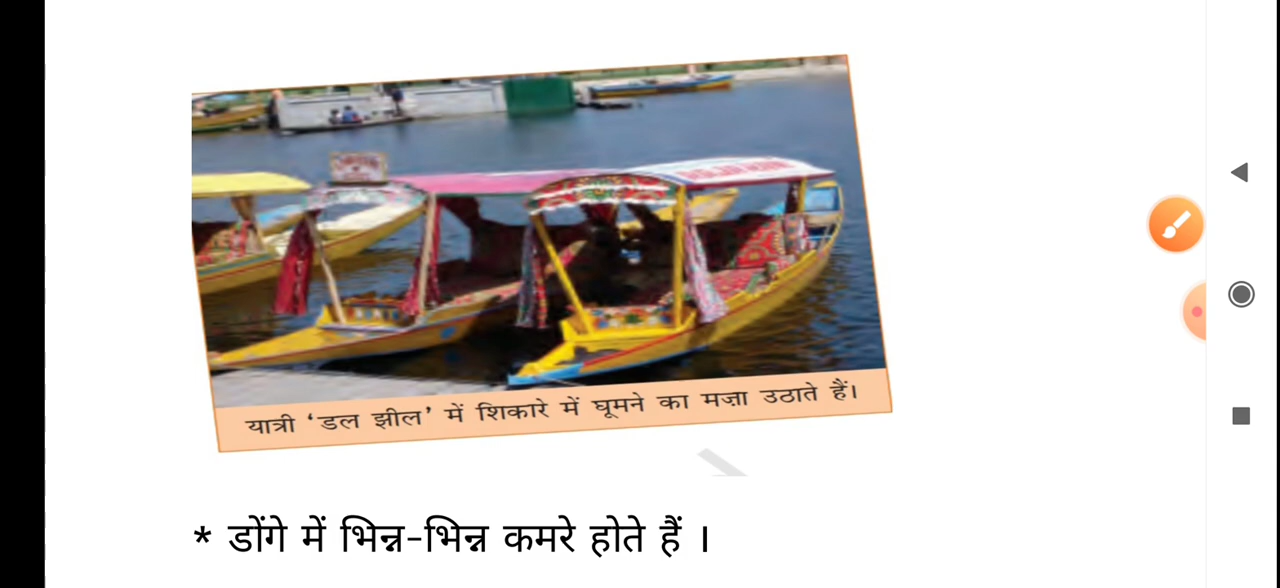 यात्री ‘डल झील’ में शिकारे में घूमने का मज़ा उठाते हैं।
* डोंगे में भिन्न-भिन्न कमरे होते हैं ।